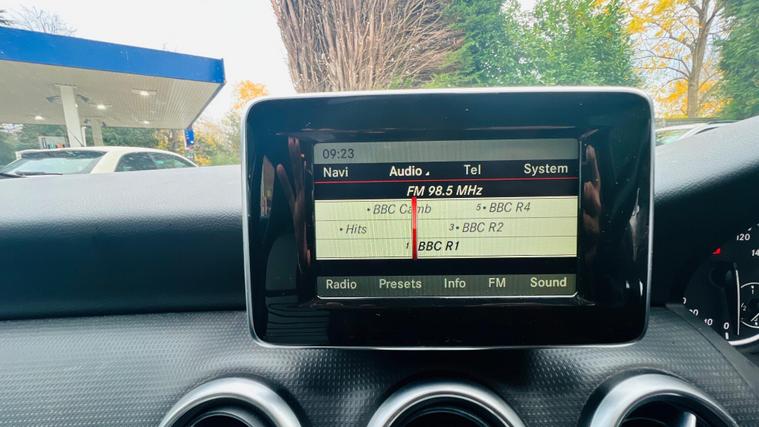 09:23
Navi Audio Tel System
FM 98.5 MHz
• BBC Camb 5 • BBC R4
• Hits 3 • BBC R2
1 BBC R1
Radio Presets Info FM Sound
120